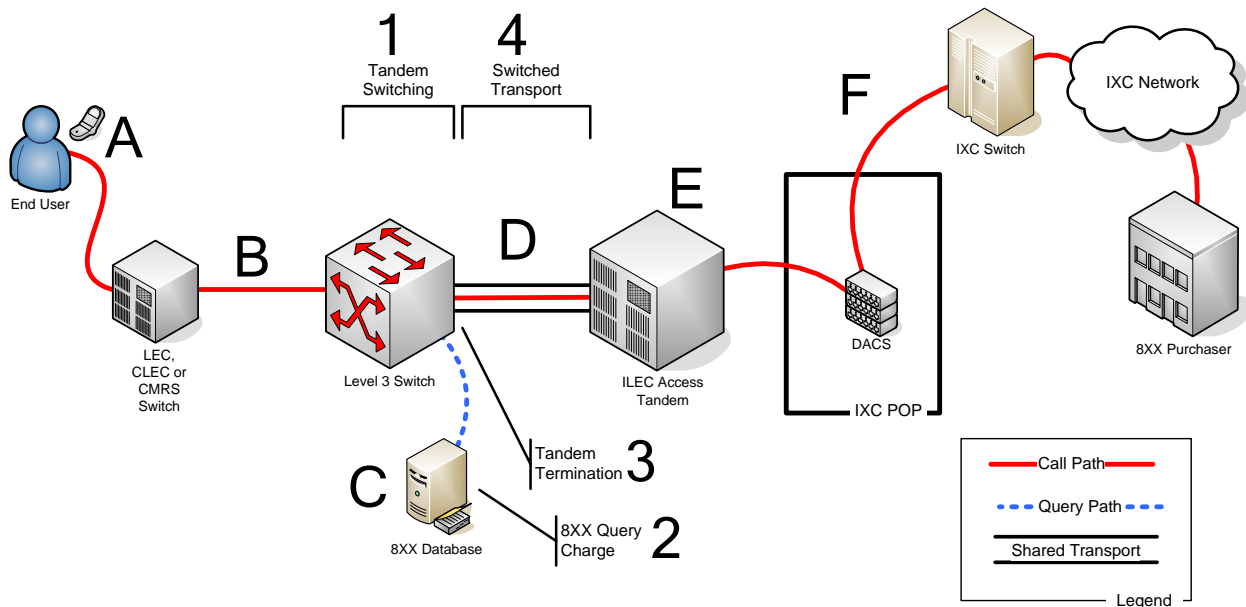 1
Tandem
Switching
4
Switched
Transport
A
End User
B
LEC,
CLEC or
CMRS
Switch
Level 3 Switch
D
E
ILEC Access
Tandem
F
IXC Switch
IXC Network
DACS
IXC POP
8XX Purchaser
C
8XX Database
Tandem
Termination
3
8XX Query
Charge
2
Call Path
Query Path
Shared Transport
Legend